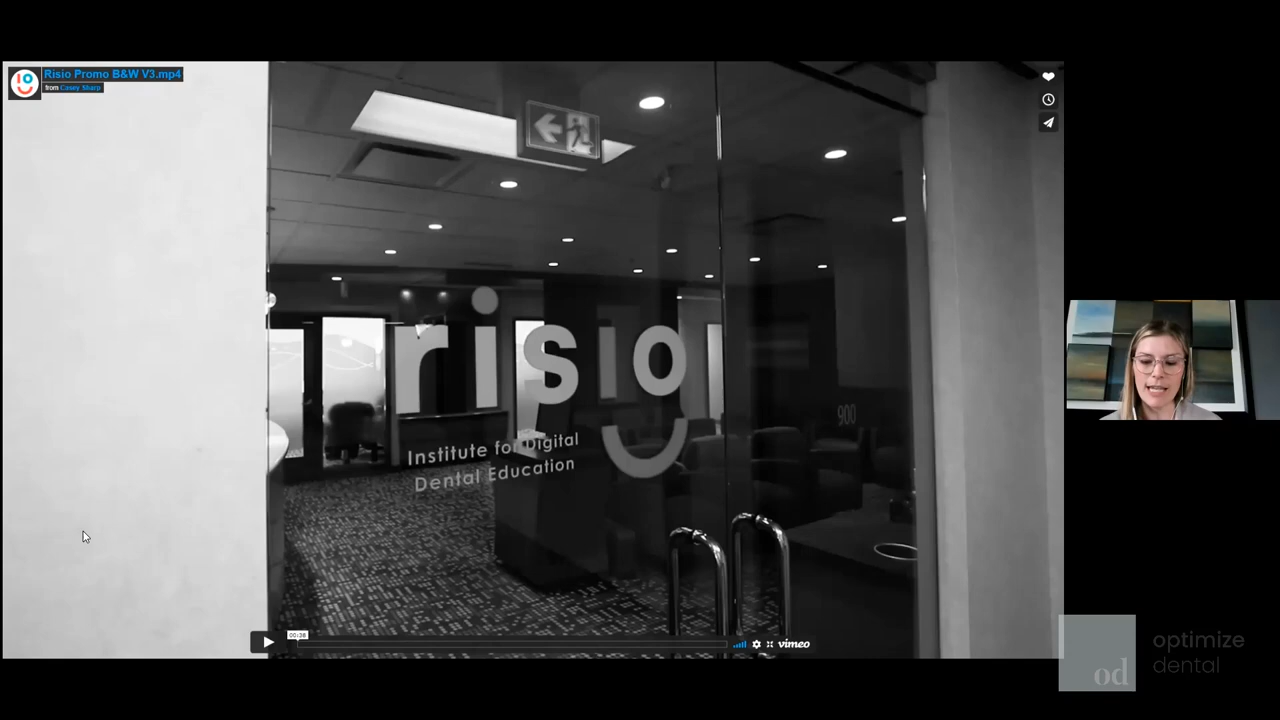 Risio Promo B&W V3.mp4
from Casey Sharp
risio
Institute for Digital
Dental Education
900
00:38
vimeo
od
optimize
dental